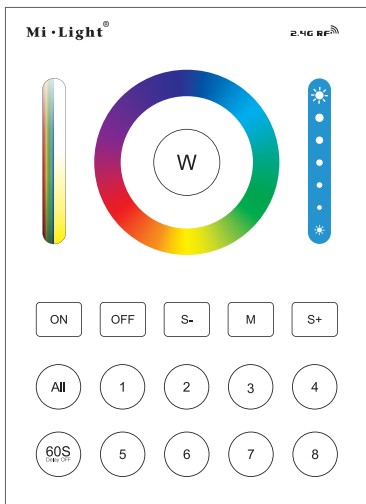 Mi·Light® 2.4G RF
W
ON OFF S- M S+
All 1 2 3 4
60S 5 6 7 8
Delay OFF